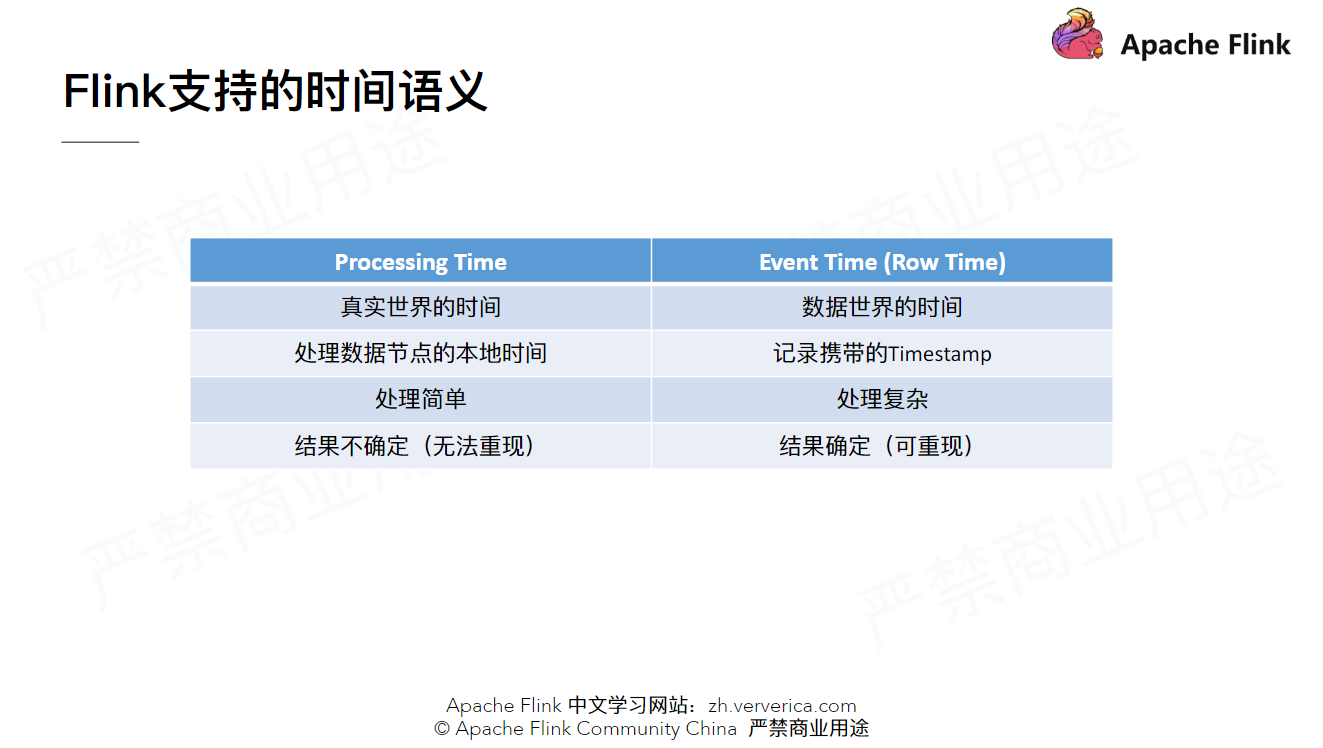 Apache Flink
Flink支持的时间语义
Processing Time
Event Time (Row Time)
真实世界的时间
数据世界的时间
处理数据节点的本地时间
记录携带的Timestamp
处理简单
处理复杂
结果不确定（无法重现）
结果确定（可重现）
严禁商业用途
严禁商业用途
严禁商业用途
严禁商业用途
Apache Flink 中文学习网站：zh.ververica.com
© Apache Flink Community China 严禁商业用途